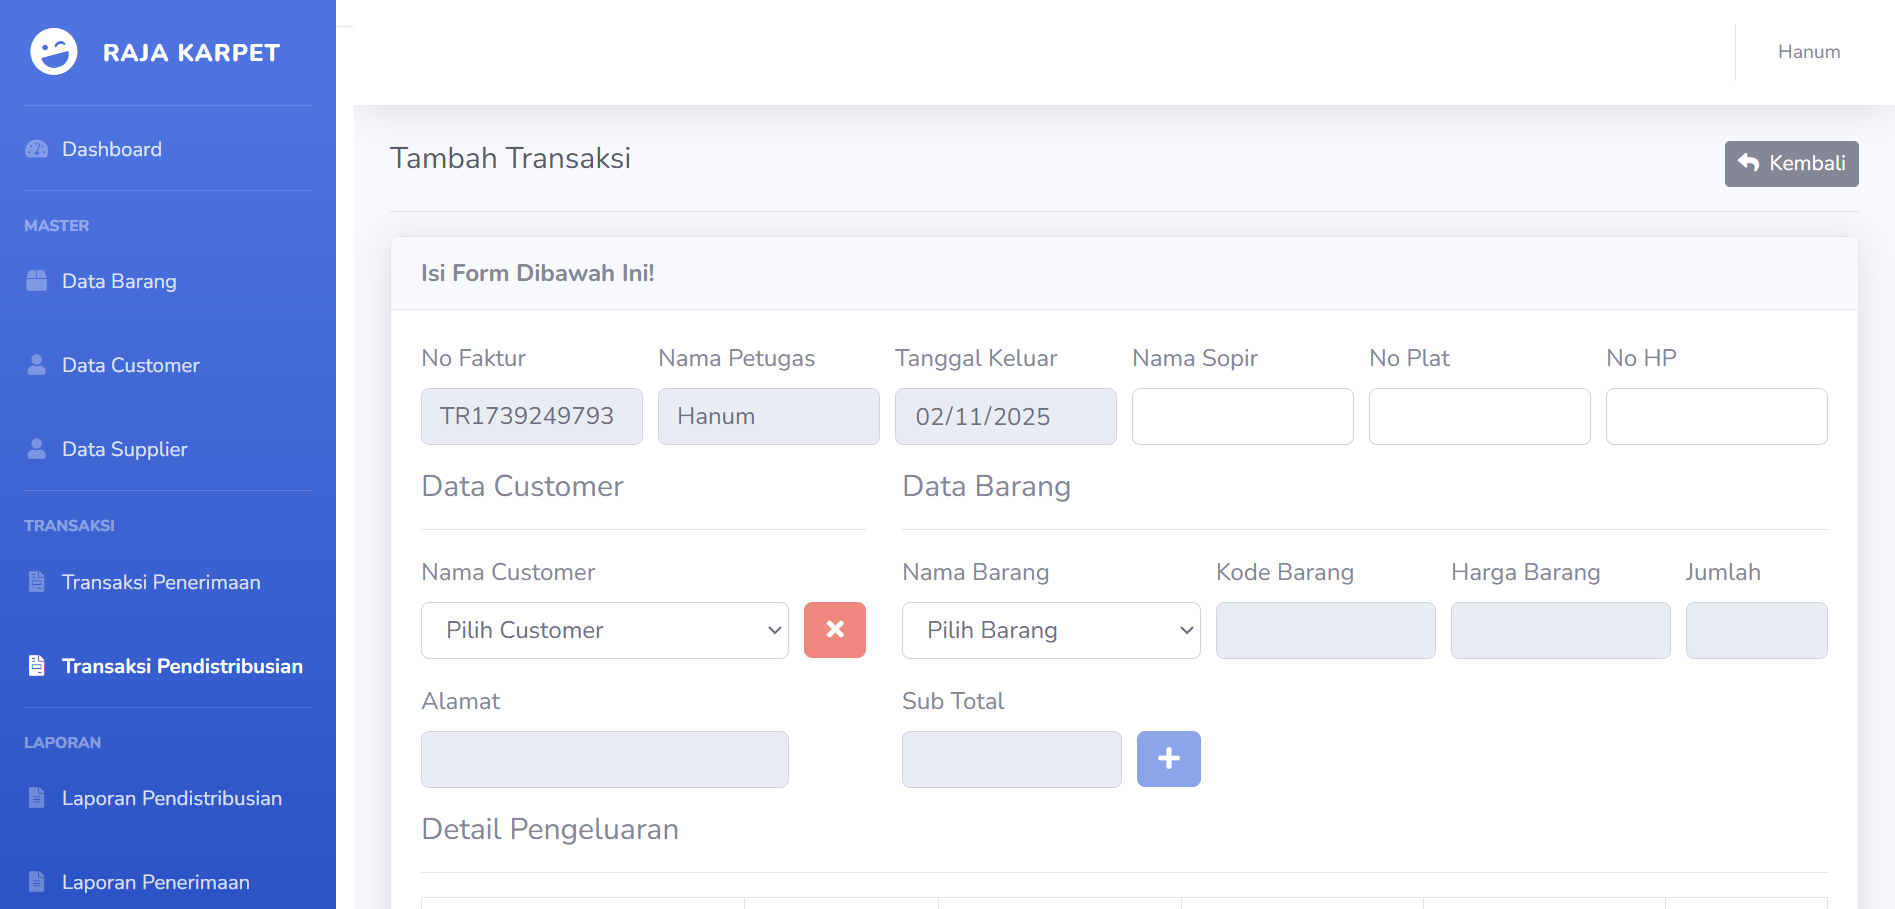 RAJA KARPET
Hanum
Dashboard
MASTER
Data Barang
Data Customer
Data Supplier
TRANSAKSI
Transaksi Penerimaan
Transaksi Pendistribusian
LAPORAN
Laporan Pendistribusian
Laporan Penerimaan
Tambah Transaksi
Kembali
Isi Form Dibawah Ini!
No Faktur Nama Petugas Tanggal Keluar Nama Sopir No Plat No HP
TR1739249793 Hanum 02/11/2025
Data Customer
Nama Customer
Pilih Customer
Alamat
Data Barang
Nama Barang Kode Barang Harga Barang Jumlah
Pilih Barang
Sub Total
Detail Pengeluaran